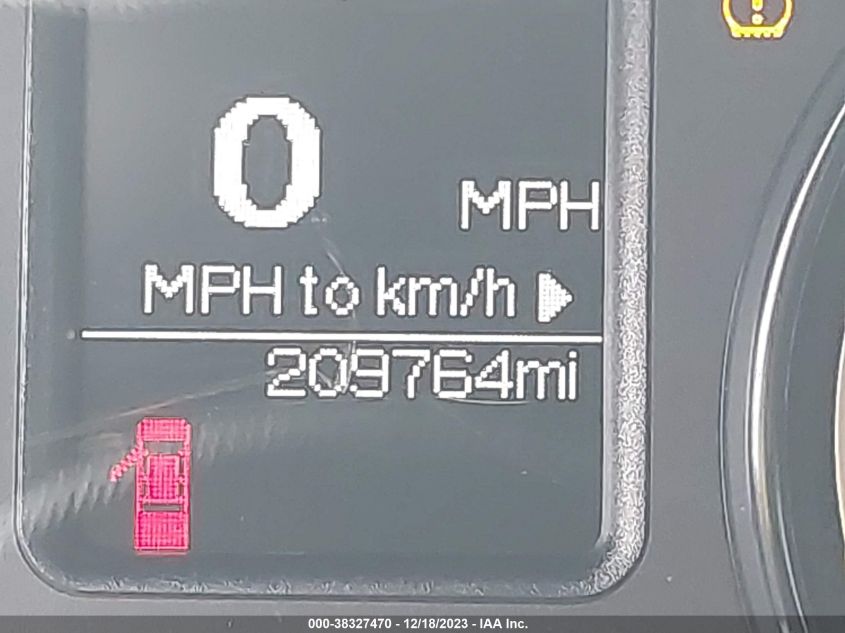 0
MPH
MPH to km/h
209764mi
000-38327470 - 12/18/2023 - IAA Inc.